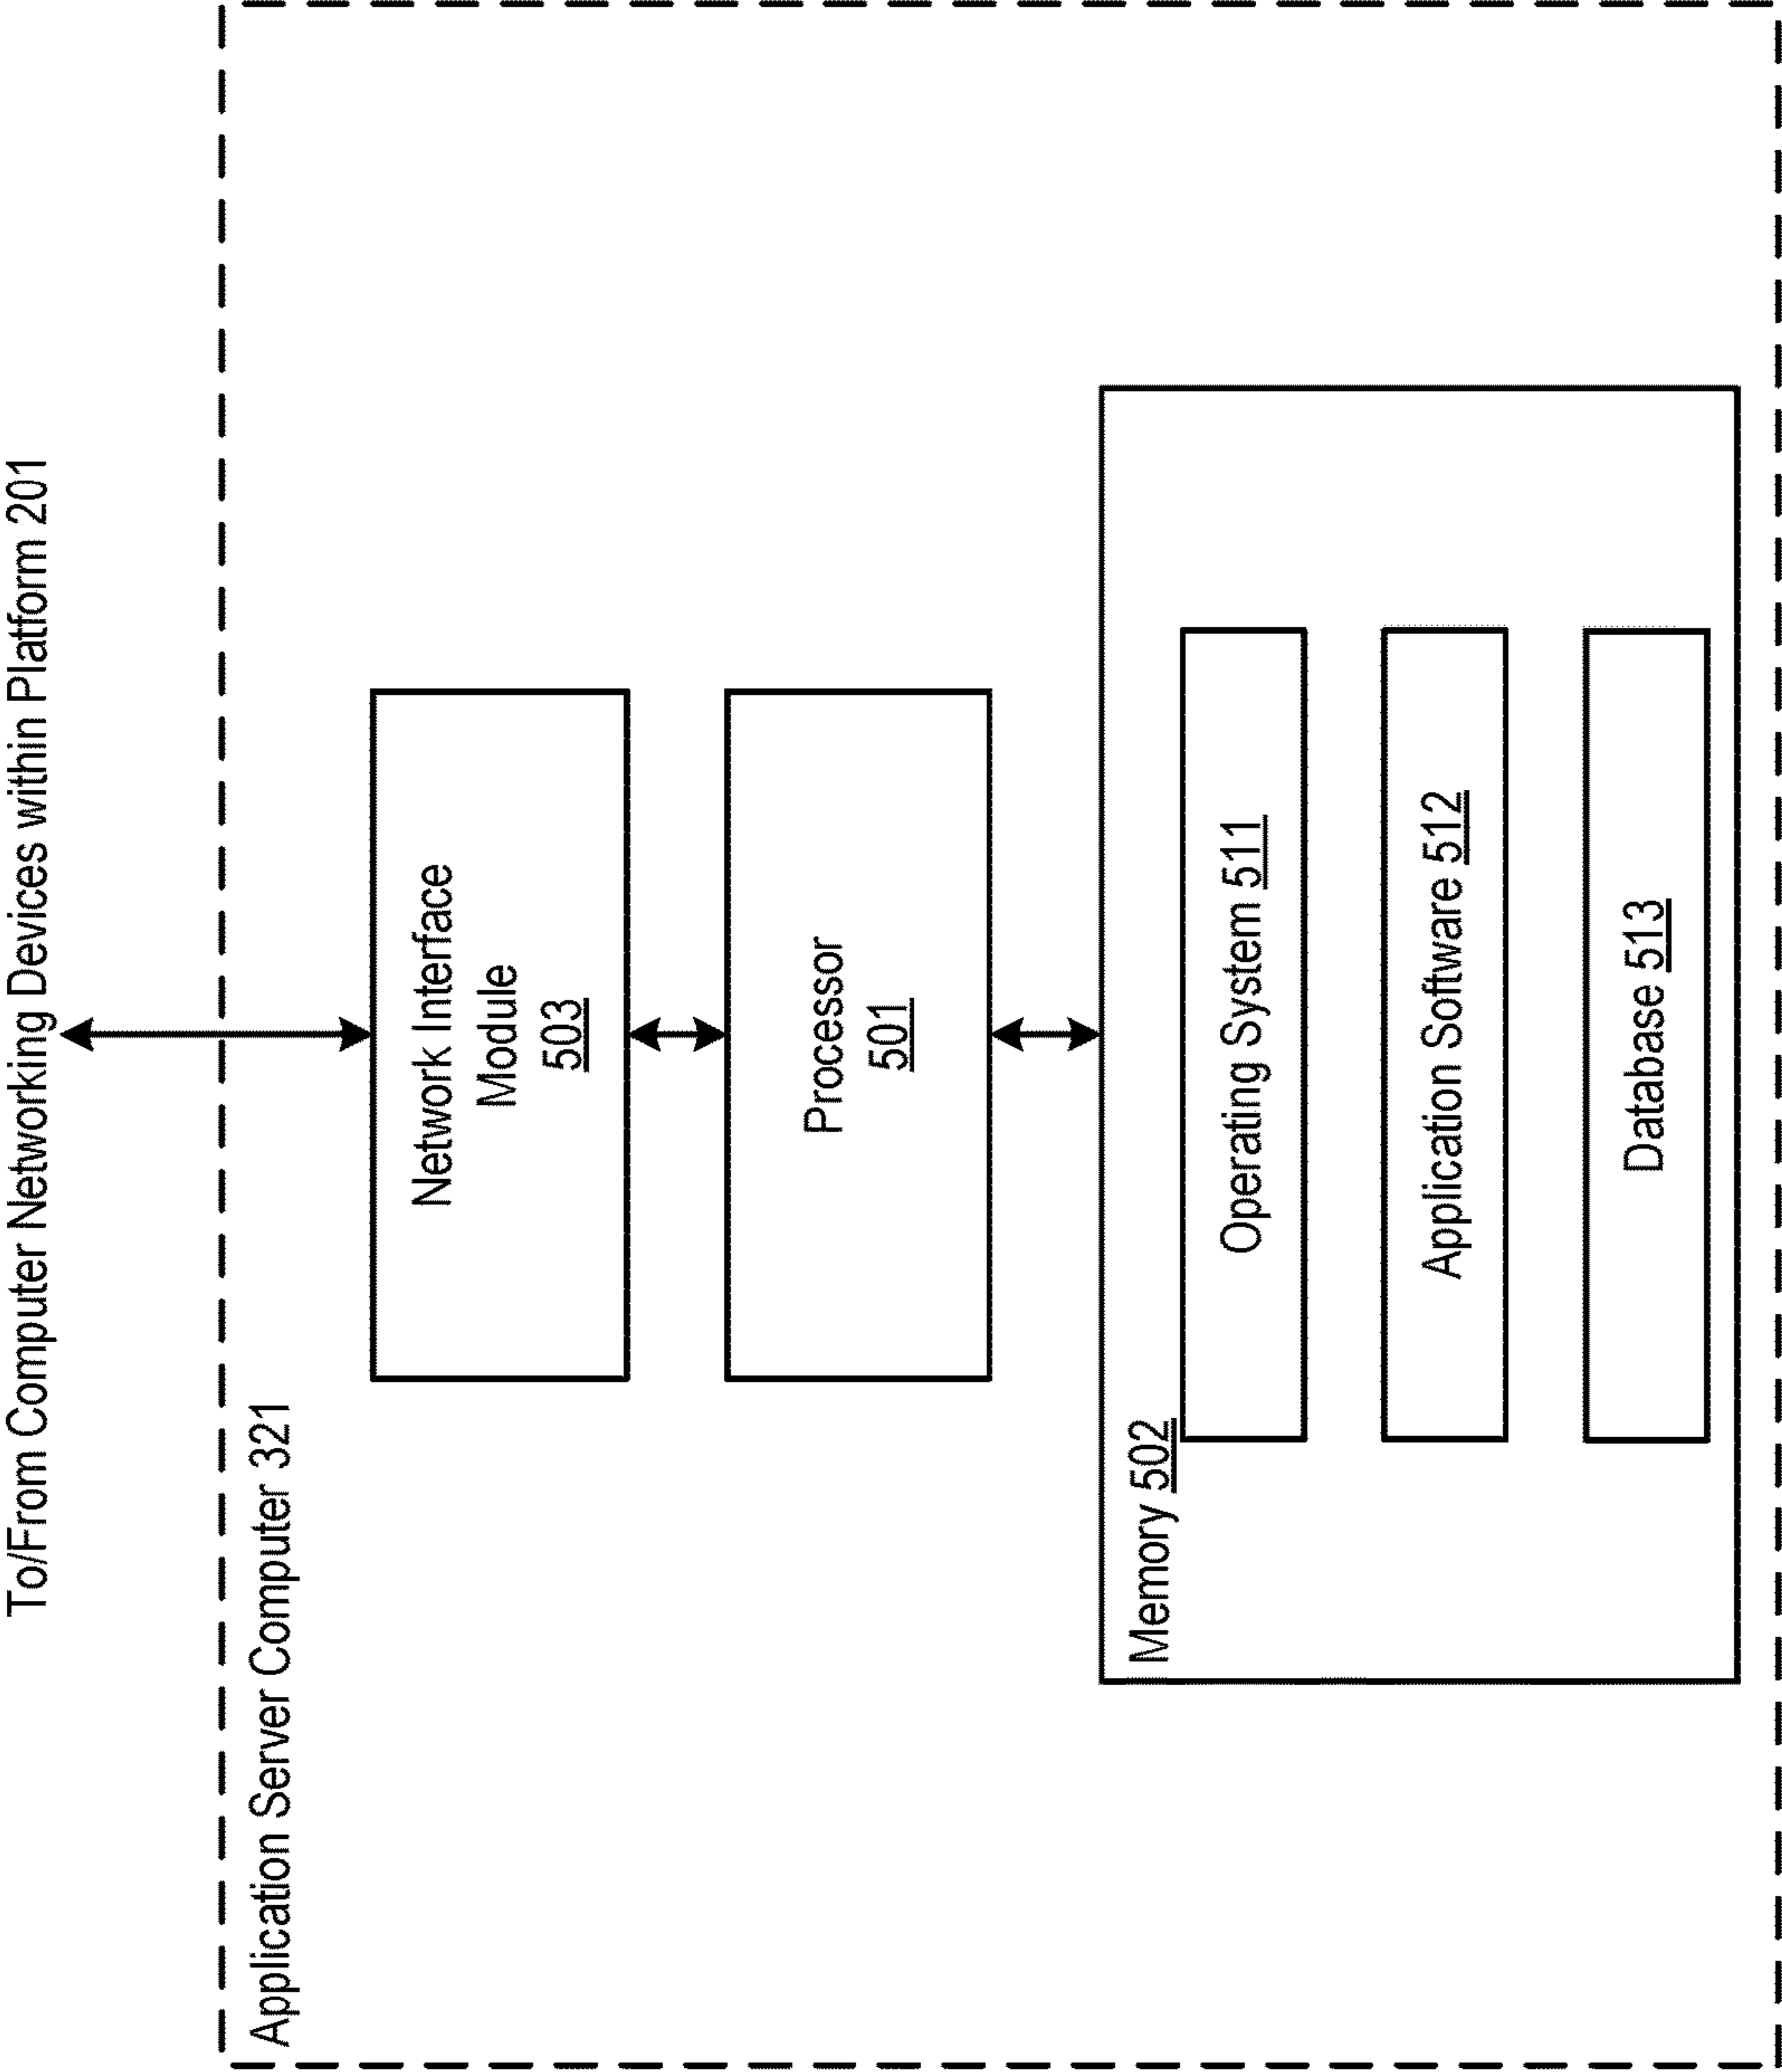 To/From Computer Networking Devices within Platform 201
Application Server Computer 321
Network Interface
Module
503
Processor
501
Memory 502
Operating System 511
Application Software 512
Database 513